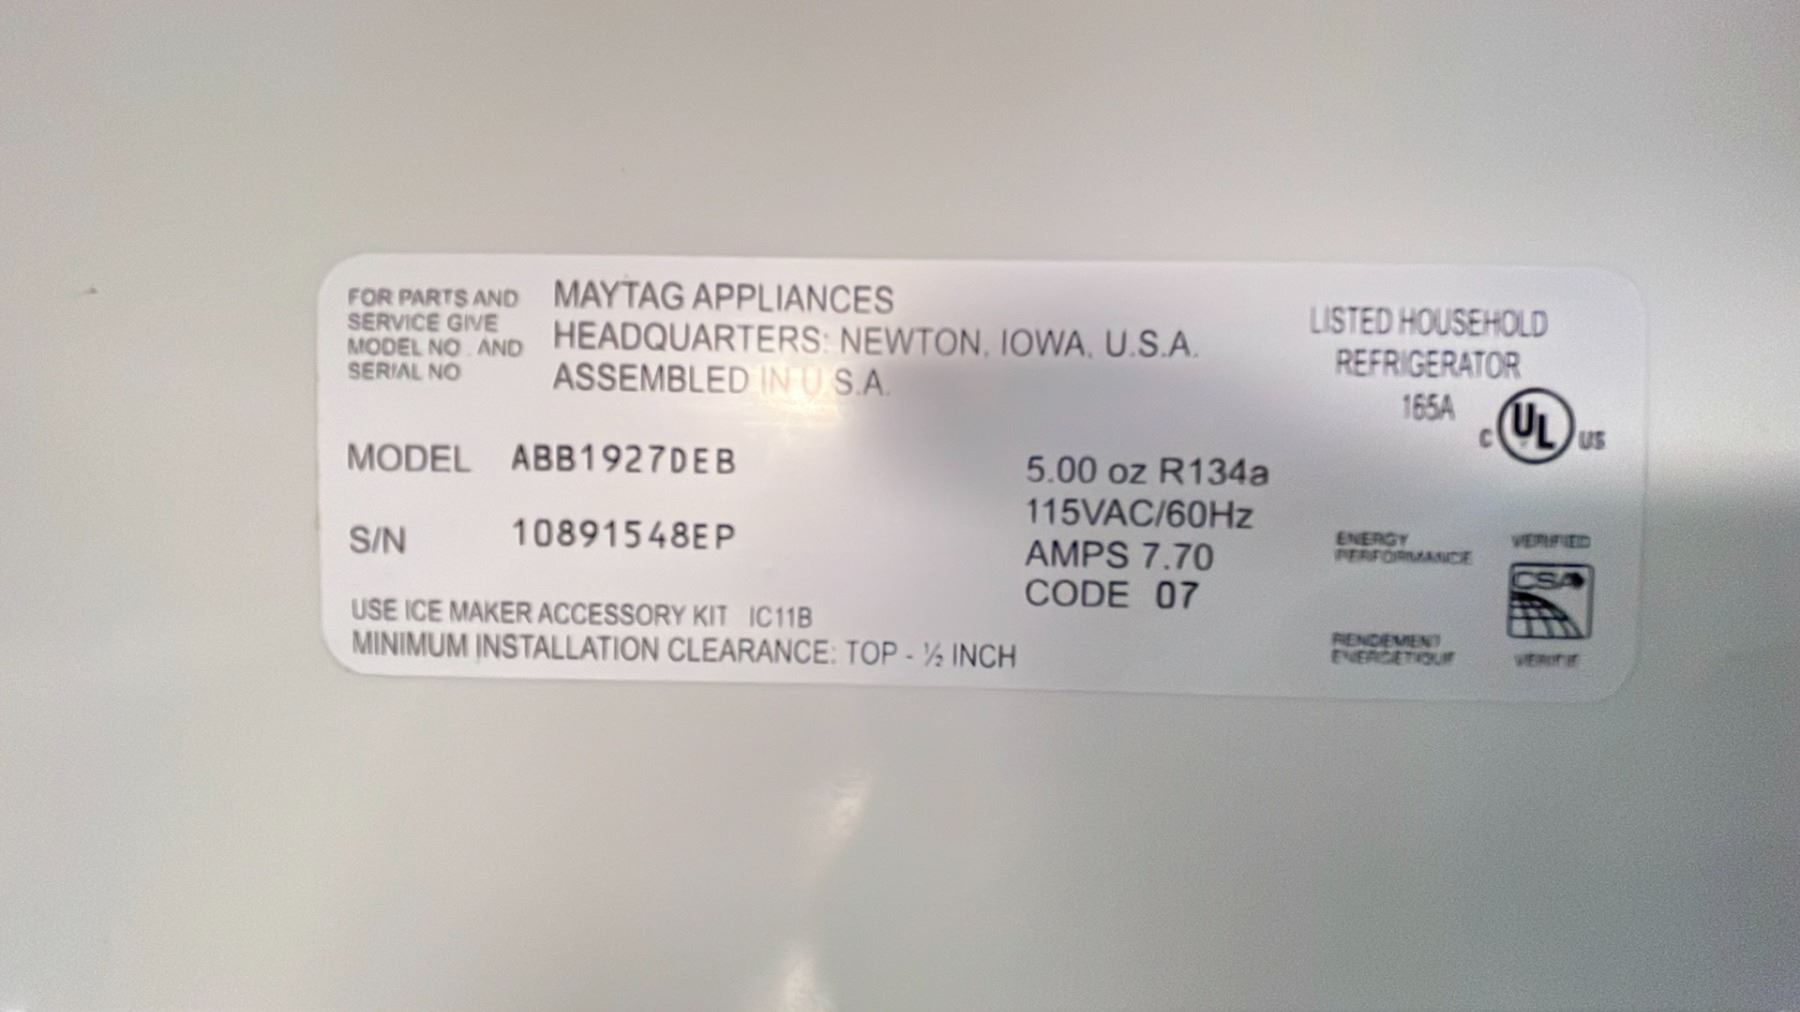 FOR PARTS AND
SERVICE GIVE
MODEL NO. AND
SERIAL NO
MAYTAG APPLIANCES
HEADQUARTERS: NEWTON, IOWA, U.S.A.
ASSEMBLED IN U.S.A.
LISTED HOUSEHOLD
REFRIGERATOR
165A
C UL US
MODEL ABB1927DEB
S/N 10891548EP
5.00 oz R134a
115VAC/60Hz
AMPS 7.70
CODE 07
USE ICE MAKER ACCESSORY KIT IC11B
MINIMUM INSTALLATION CLEARANCE: TOP - ½ INCH
ENERGY
PERFORMANCE
VERIFIED
CSA
RENDEMENT
ENERGETIQUE
VERIFIE